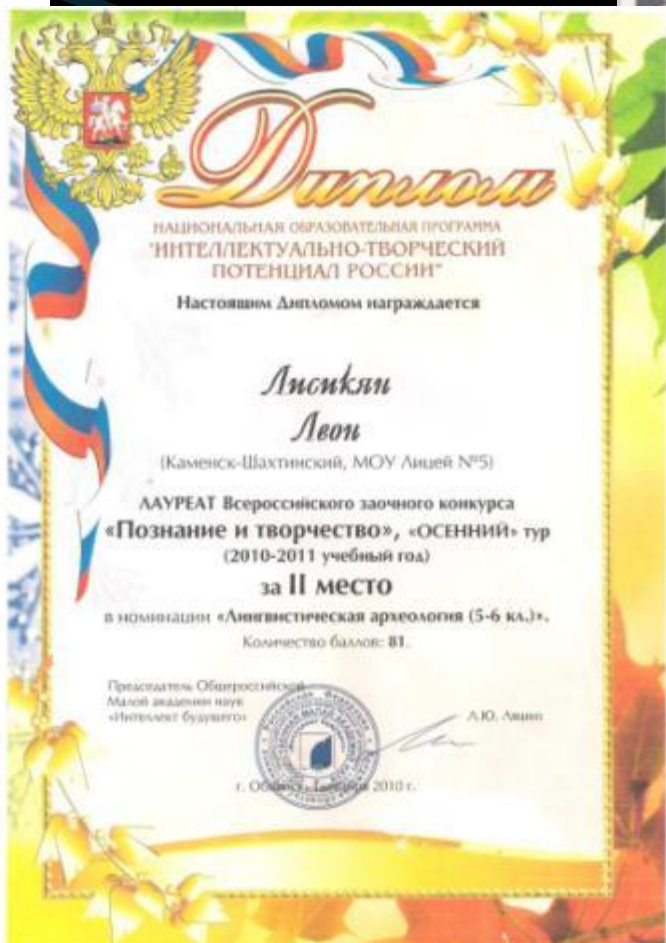 Диплом
НАЦИОНАЛЬНАЯ ОБРАЗОВАТЕЛЬНАЯ ПРОГРАММА
"ИНТЕЛЛЕКТУАЛЬНО-ТВОРЧЕСКИЙ
ПОТЕНЦИАЛ РОССИИ"
Настоящим Дипломом награждается
Лисикян
Леон
(Каменск-Шахтинский, МОУ Лицей №5)
ЛАУРЕАТ Всероссийского заочного конкурса
«Познание и творчество», «ОСЕННИЙ» тур
(2010-2011 учебный год)
за II место
в номинации «Лингвистическая археология (5-6 кл.)».
Количество баллов: 81.
Председатель Общероссийской
Малой академии наук
«Интеллект будущего»
А.Ю. Ляшко
2010 г.